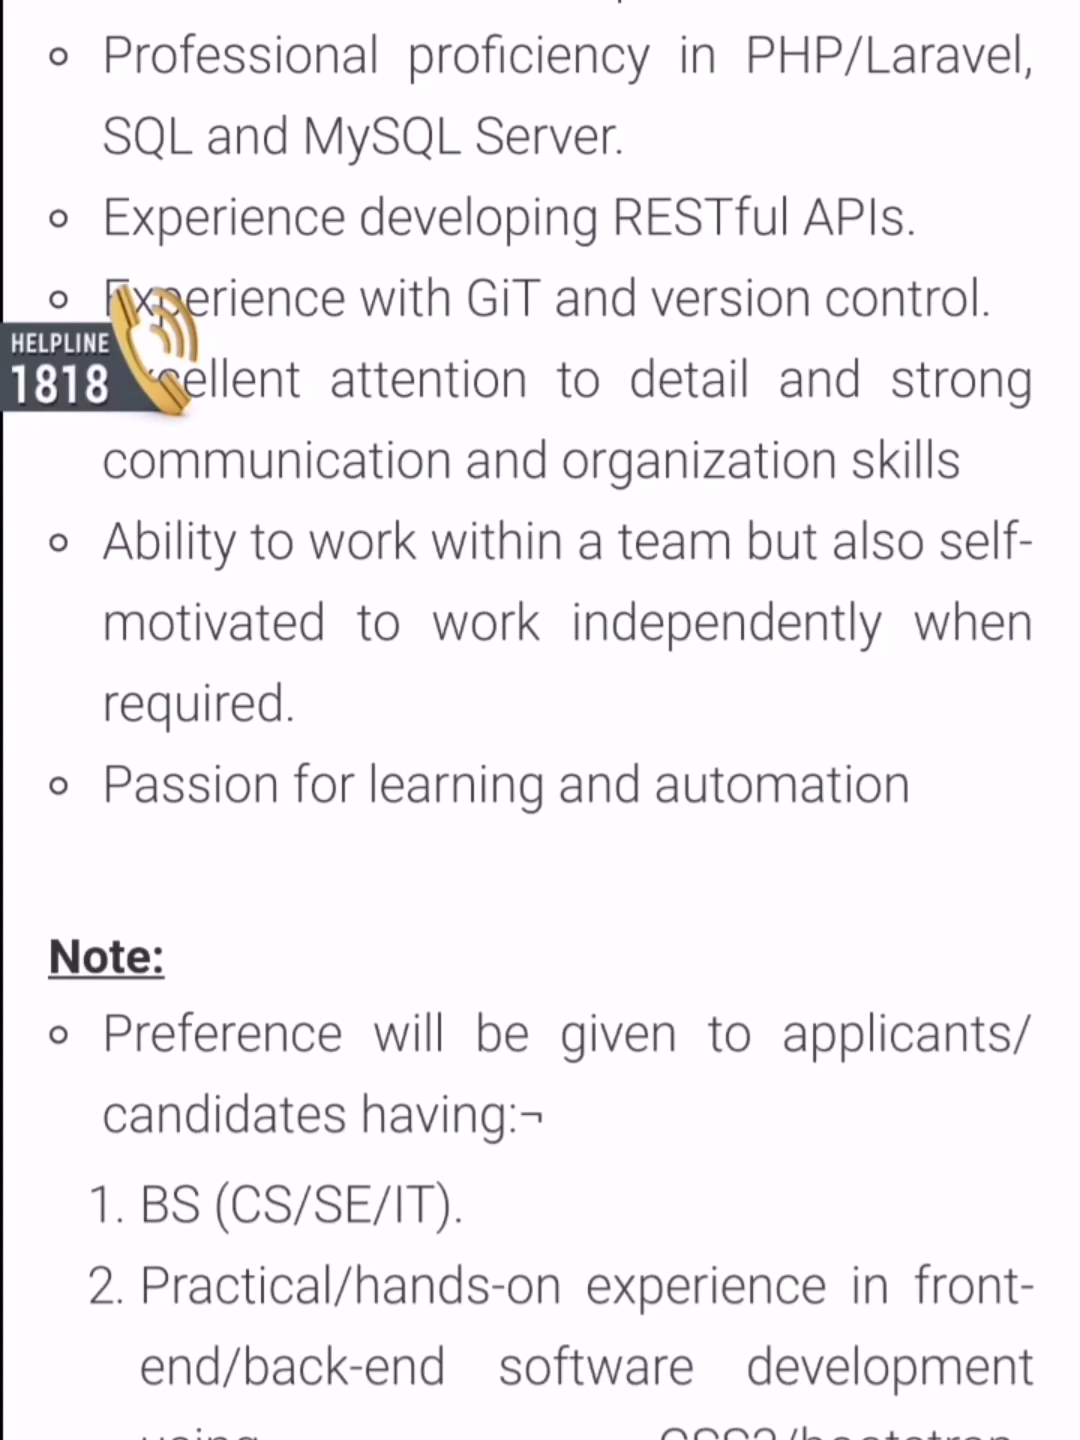 Professional proficiency in PHP/Laravel,
SQL and MySQL Server.
Experience developing RESTful APIs.
Experience with GiT and version control.
HELPLINE
1818
attention to detail and strong
communication and organization skills
Ability to work within a team but also self-
motivated to work independently when
required.
Passion for learning and automation
Note:
Preference will be given to applicants/
candidates having:¬
1. BS (CS/SE/IT).
2. Practical/hands-on experience in front-
end/back-end software development